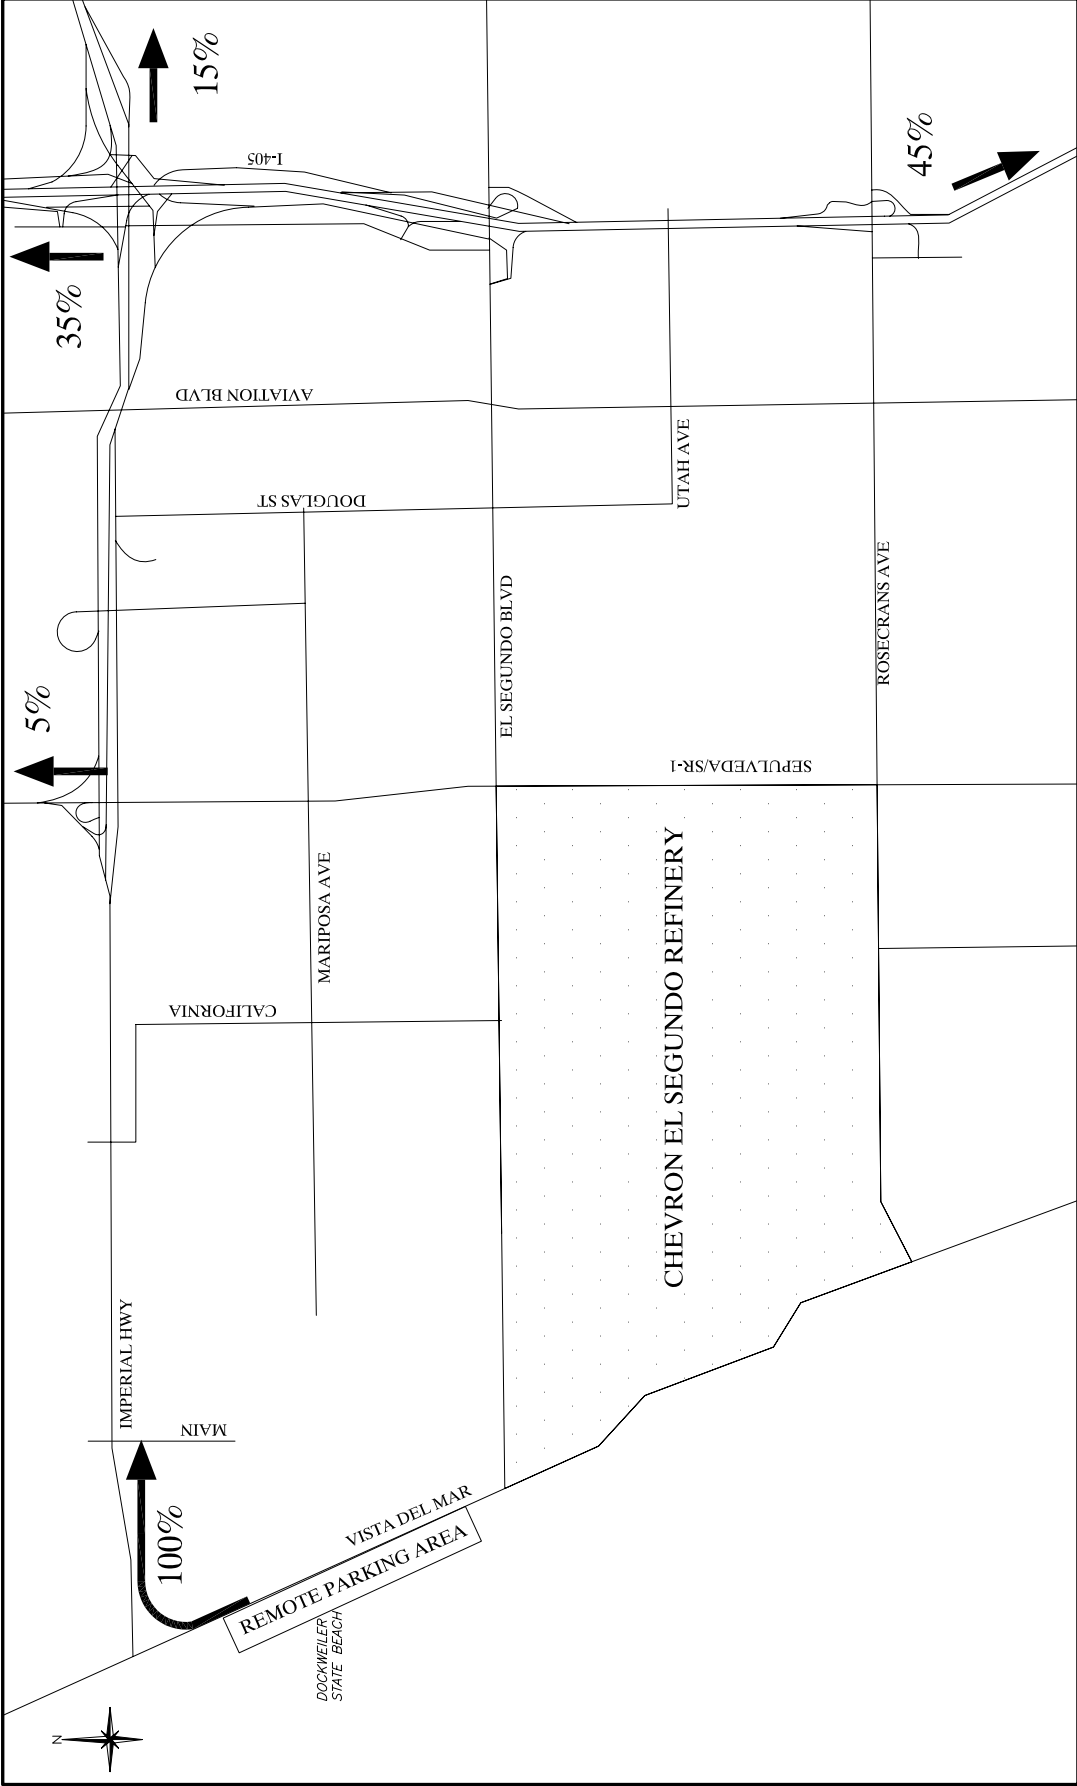 N
DOCKWEILER
STATE BEACH
REMOTE PARKING AREA
VISTA DEL MAR
100%
MAIN
IMPERIAL HWY
CALIFORNIA
MARIPOSA AVE
CHEVRON EL SEGUNDO REFINERY
5%
SEPULVEDA/SR-1
EL SEGUNDO BLVD
ROSECRANS AVE
DOUGLAS ST
UTAH AVE
AVIATION BLVD
35%
I-405
15%
45%